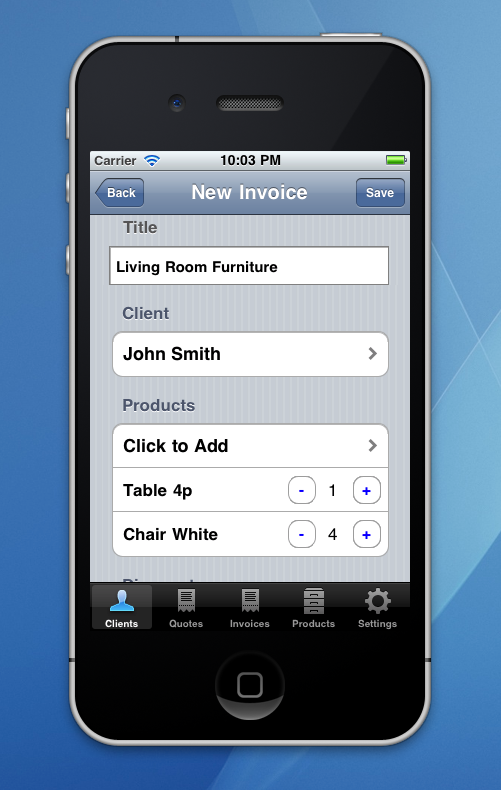 Carrier 10:03 PM
Back New Invoice Save
Title
Living Room Furniture
Client
John Smith
Products
Click to Add
Table 4p - 1 +
Chair White - 4 +
Clients Quotes Invoices Products Settings